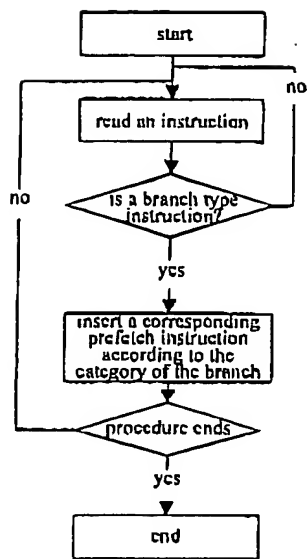 start
no
read an instruction
no
is a branch type
instruction?
yes
insert a corresponding
prefetch instruction
according to the
category of the branch
procedure ends
yes
end